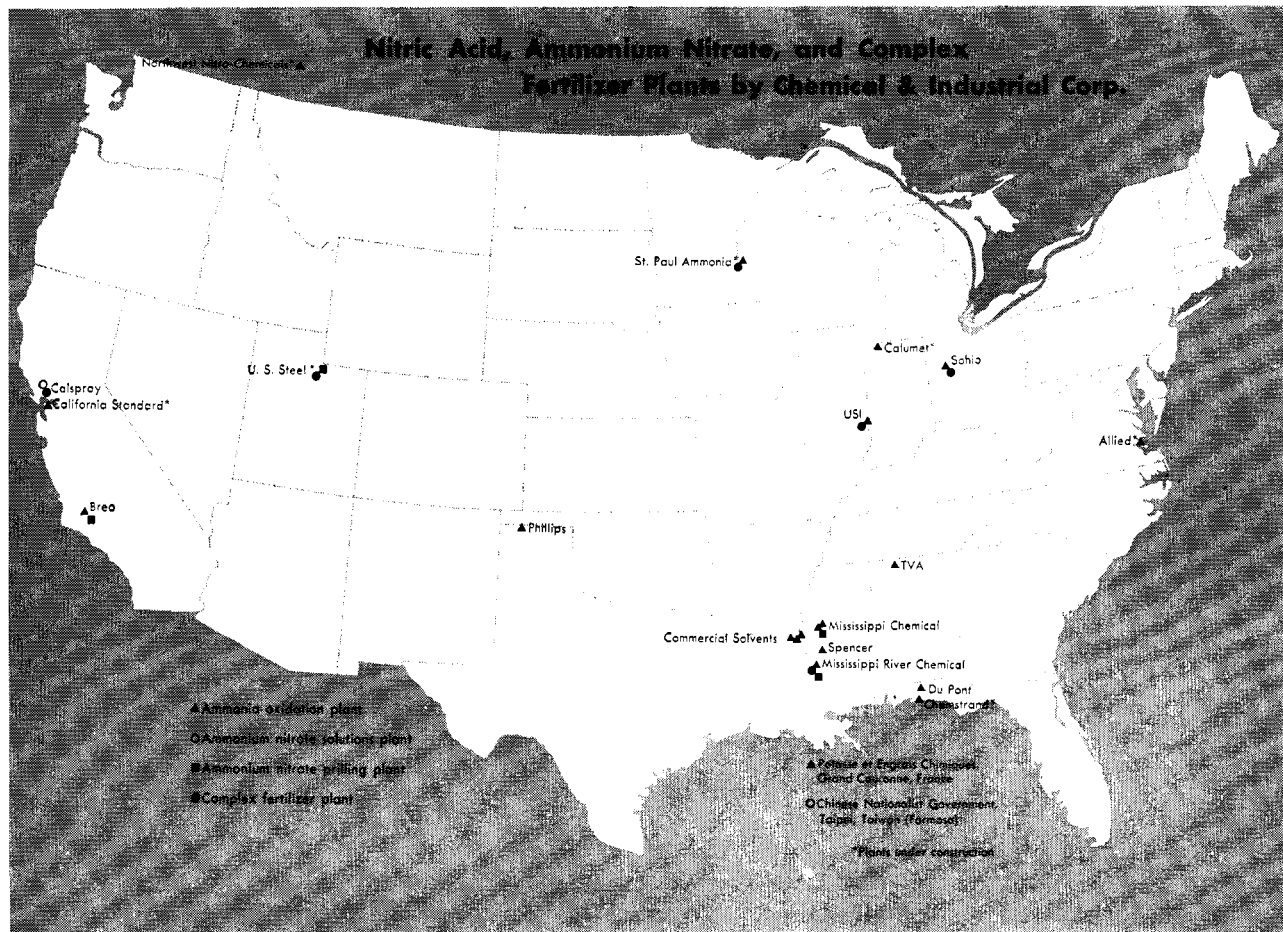 Nitric Acid, Ammonium Nitrate, and Complex
Fertilizer Plants by Chemical & Industrial Corp.
Northwest Nitro-Chemicals*
St. Paul Ammonia*
Calumet*
Sohio
U. S. Steel*
Calspray
California Standard*
USI
Allied*
Brea
Phillips
TVA
Mississippi Chemical
Commercial Solvents
Spencer
Mississippi River Chemical
Du Pont
Chemstrand*
Ammonia oxidation plant
Ammonium nitrate solutions plant
Ammonium nitrate prilling plant
Complex fertilizer plant
Potasse et Engrais Chimiques,
Grand Couronne, France
Chinese Nationalist Government,
Taipei, Taiwan (Formosa)
*Plants under construction